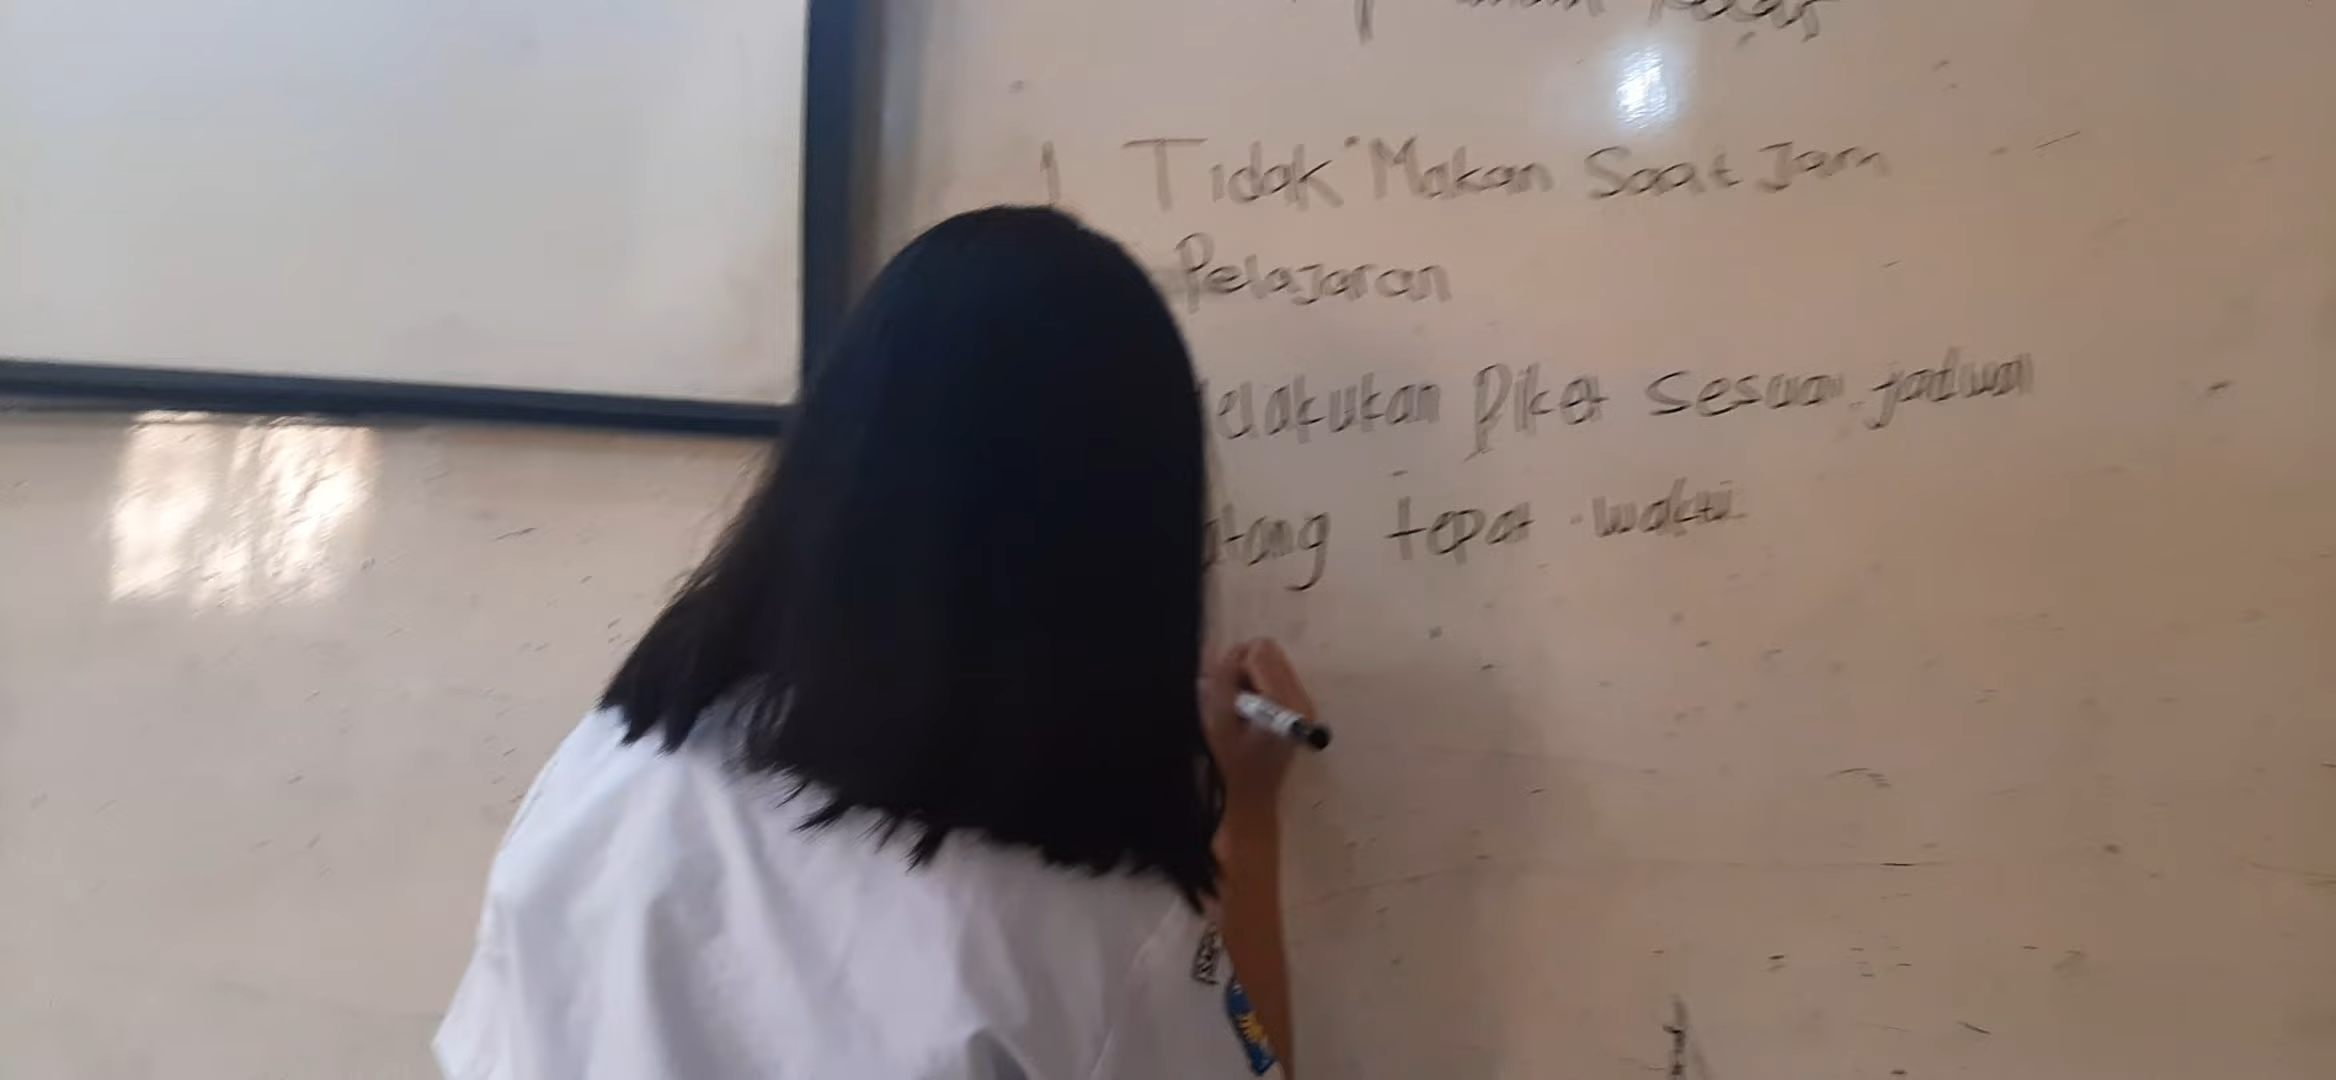 1 Tidak Makan Saat Jam
Pelajaran
elakukan Piket sesuai jadwal
atang tepat waktu